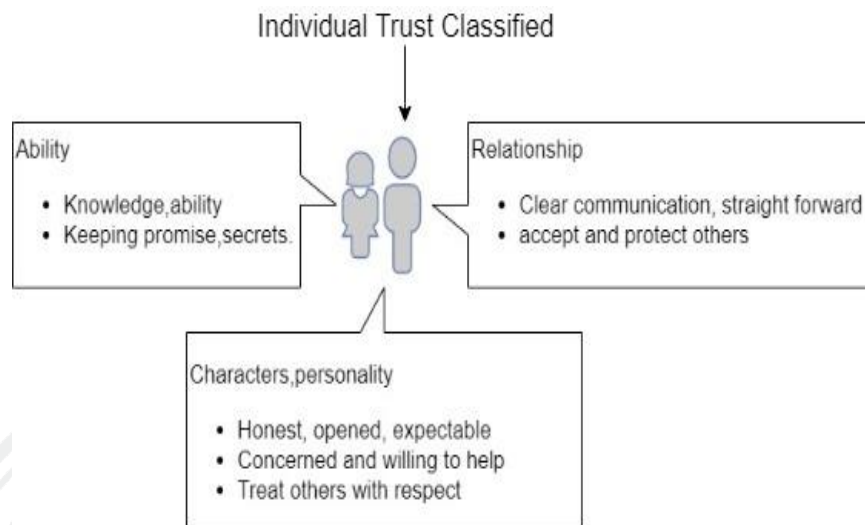 Individual Trust Classified
Ability
• Knowledge,ability
• Keeping promise,secrets.
Relationship
• Clear communication, straight forward
• accept and protect others
Characters,personality
• Honest, opened, expectable
• Concerned and willing to help
• Treat others with respect